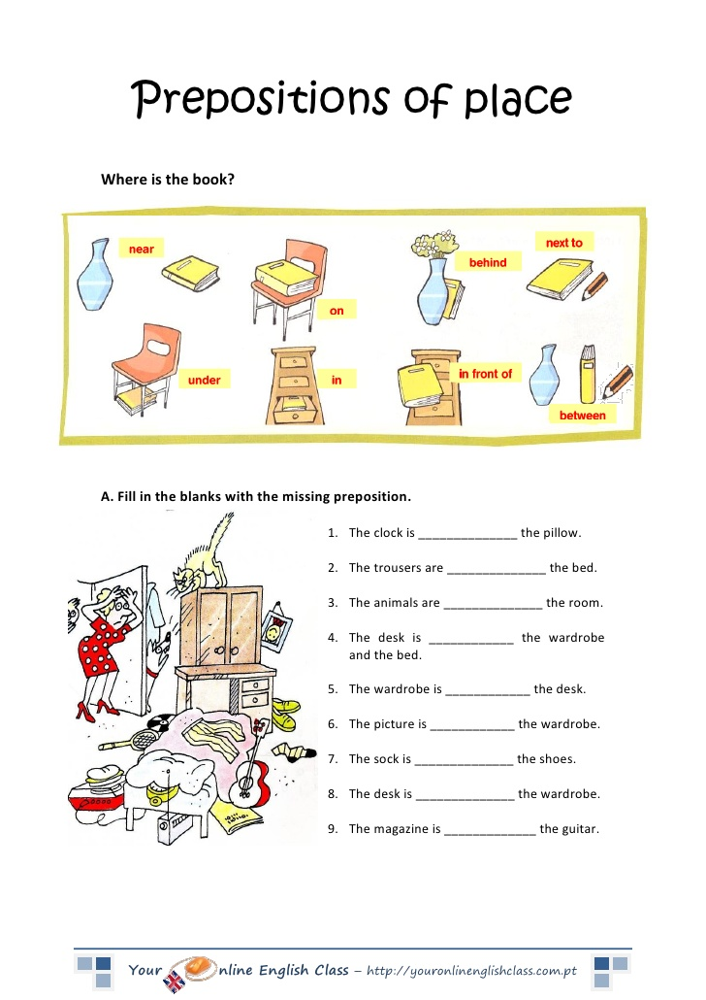 Prepositions of place
Where is the book?
near
on
behind
next to
under
in
in front of
between
A. Fill in the blanks with the missing preposition.
1. The clock is ______________ the pillow.
2. The trousers are ______________ the bed.
3. The animals are ______________ the room.
4. The desk is ____________ the wardrobe
and the bed.
5. The wardrobe is ____________ the desk.
6. The picture is ____________ the wardrobe.
7. The sock is ______________ the shoes.
8. The desk is ______________ the wardrobe.
9. The magazine is _____________ the guitar.
Your nline English Class – http://youronlinenglishclass.com.pt